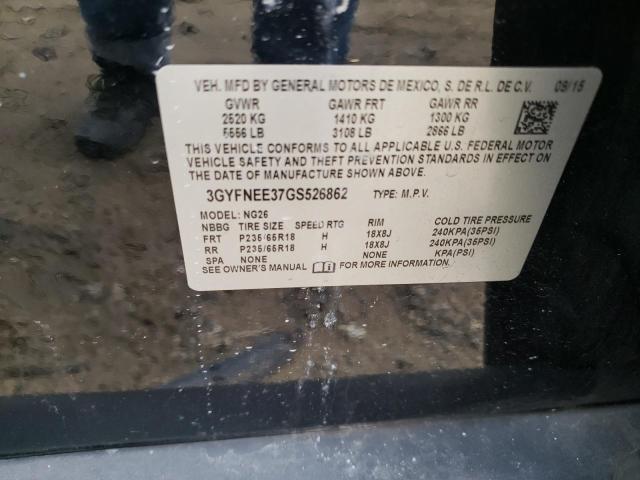 VEH. MFD BY GENERAL MOTORS DE MEXICO, S. DE R.L. DE C.V. 09/15
GVWR GAWR FRT GAWR RR
2520 KG 1410 KG 1300 KG
5556 LB 3108 LB 2866 LB
THIS VEHICLE CONFORMS TO ALL APPLICABLE U.S. FEDERAL MOTOR
VEHICLE SAFETY AND THEFT PREVENTION STANDARDS IN EFFECT ON
THE DATE OF MANUFACTURE SHOWN ABOVE.
3GYFNEE37GS526862 TYPE: M.P.V.
MODEL: NG26
NBBG TIRE SIZE SPEED RTG RIM COLD TIRE PRESSURE
FRT P235/65R18 H 18X8J 240KPA(35PSI)
RR P235/65R18 H 18X8J 240KPA(35PSI)
SPA NONE NONE KPA(PSI)
SEE OWNER'S MANUAL FOR MORE INFORMATION.